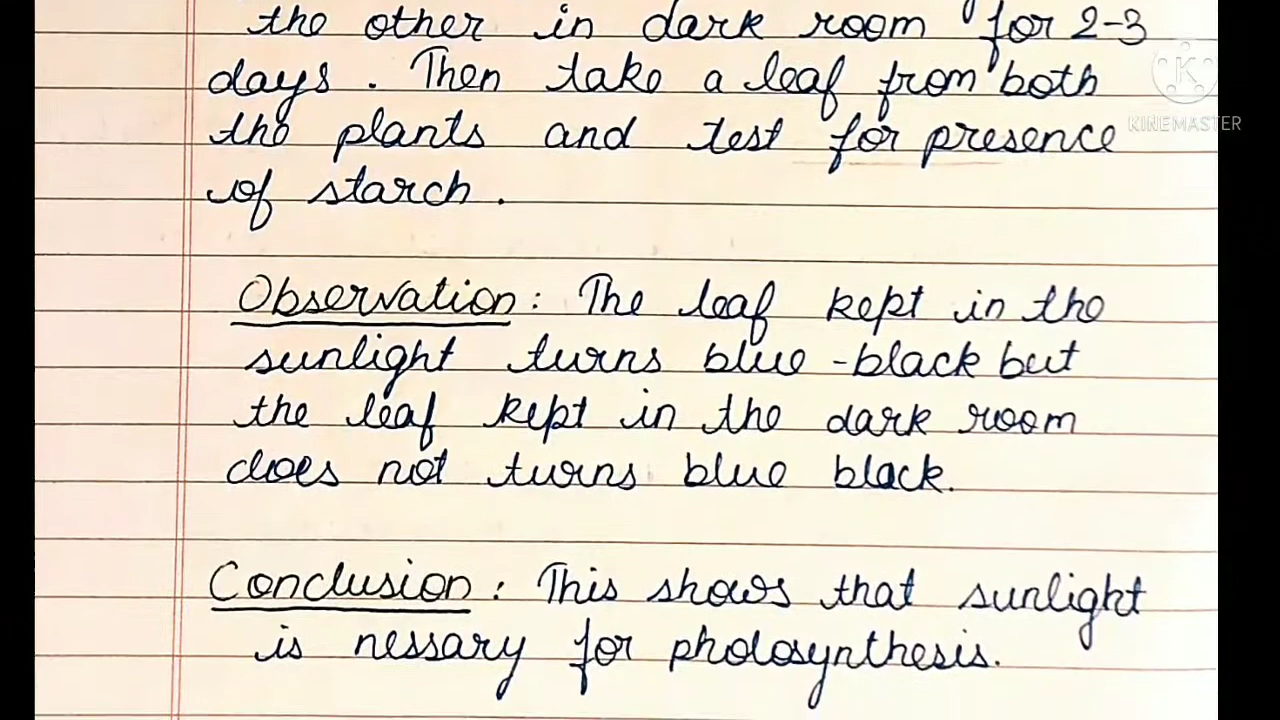 the other in dark room for 2-3
days. Then take a leaf from both
the plants and test for presence
of starch.
Observation: The leaf kept in the
sunlight turns blue-black but
the leaf kept in the dark room
does not turns blue black.
Conclusion: This shows that sunlight
is nessary for photosynthesis.
K
KINEMASTER